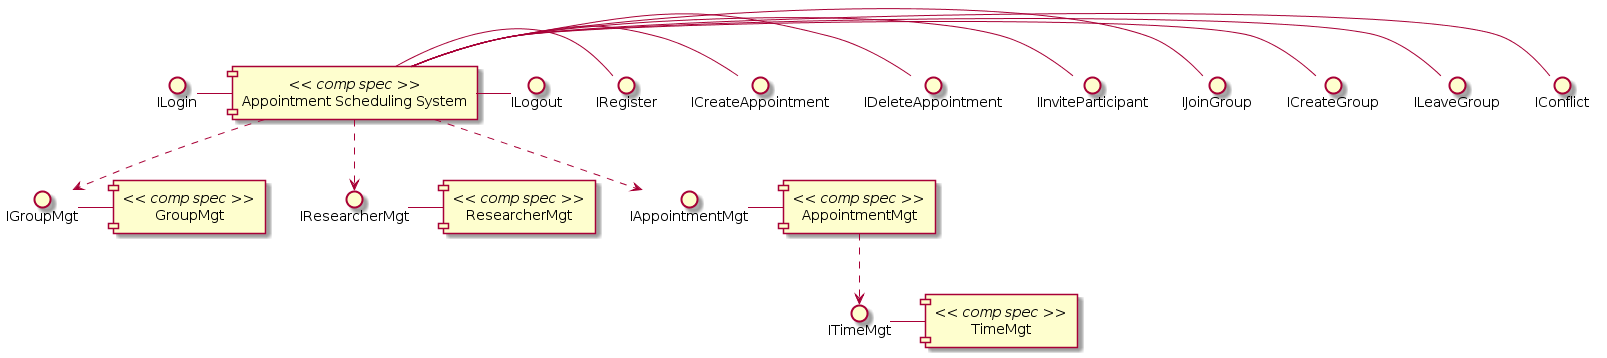 << comp spec >>
Appointment Scheduling System
ILogin
ILogout
IRegister
ICreateAppointment
IDeleteAppointment
IInviteParticipant
IJoinGroup
ICreateGroup
ILeaveGroup
IConflict
IGroupMgt
<< comp spec >>
GroupMgt
IResearcherMgt
<< comp spec >>
ResearcherMgt
IAppointmentMgt
<< comp spec >>
AppointmentMgt
ITimeMgt
<< comp spec >>
TimeMgt